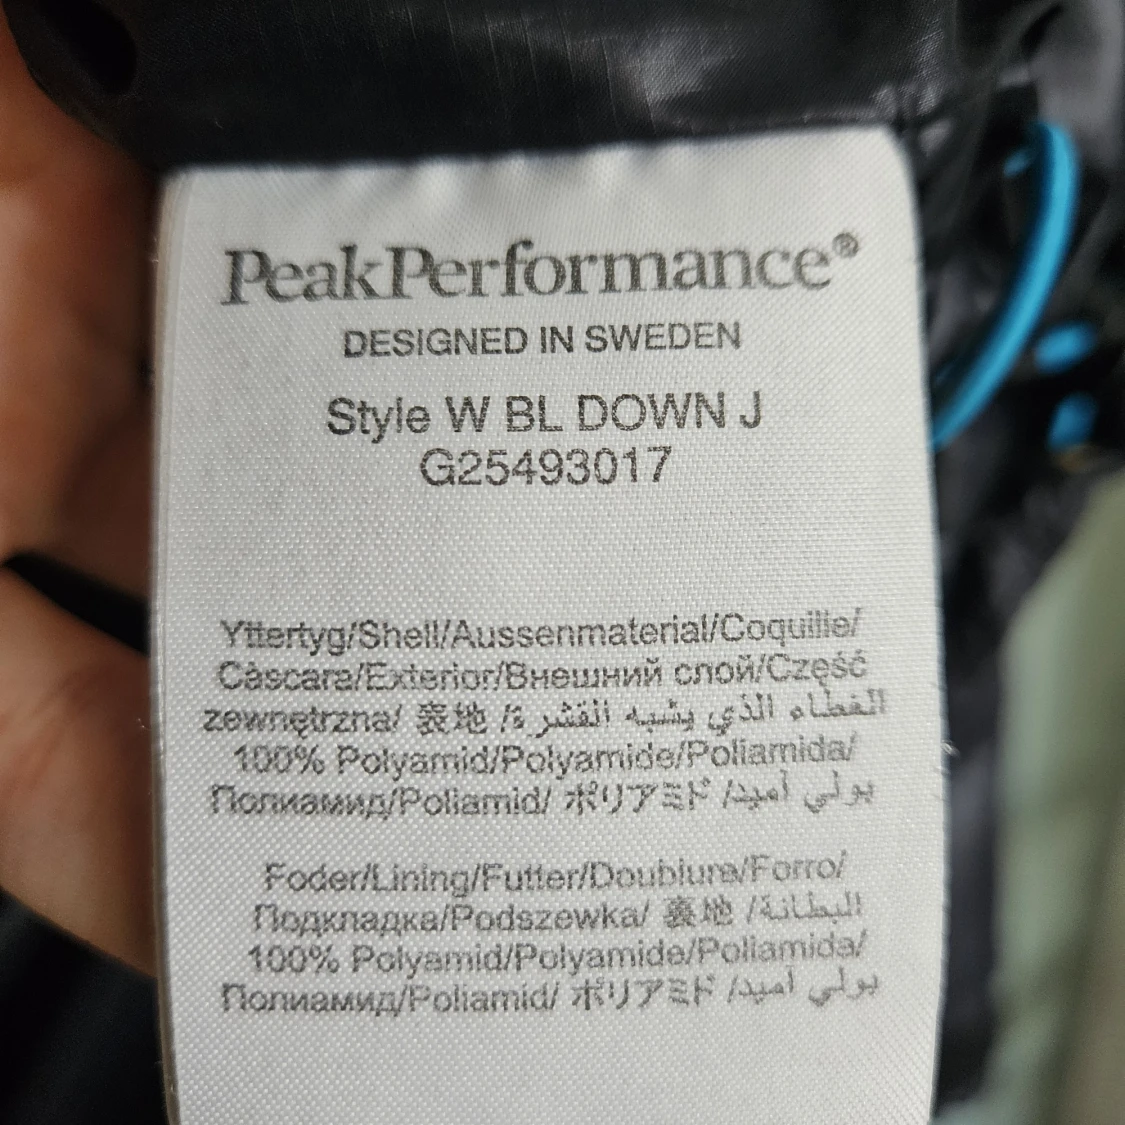 PeakPerformance®
DESIGNED IN SWEDEN
Style W BL DOWN J
G25493017
Yttertyg/Shell/Aussenmaterial/Coquille/
Càscara/Exterior/Внешний слой/Część
zewnętrzna/ 表地 /الغطاء الذي يشبه القشرة
100% Polyamid/Polyamide/Poliamida/
Полиамид/Poliamid/ ポリアミド /بولي أميد
Foder/Lining/Futter/Doublure/Forro/
Подкладка/Podszewka/ 裏地 /البطانة
100% Polyamid/Polyamide/Poliamida/
Полиамид/Poliamid/ ポリアミド /بولي أميد